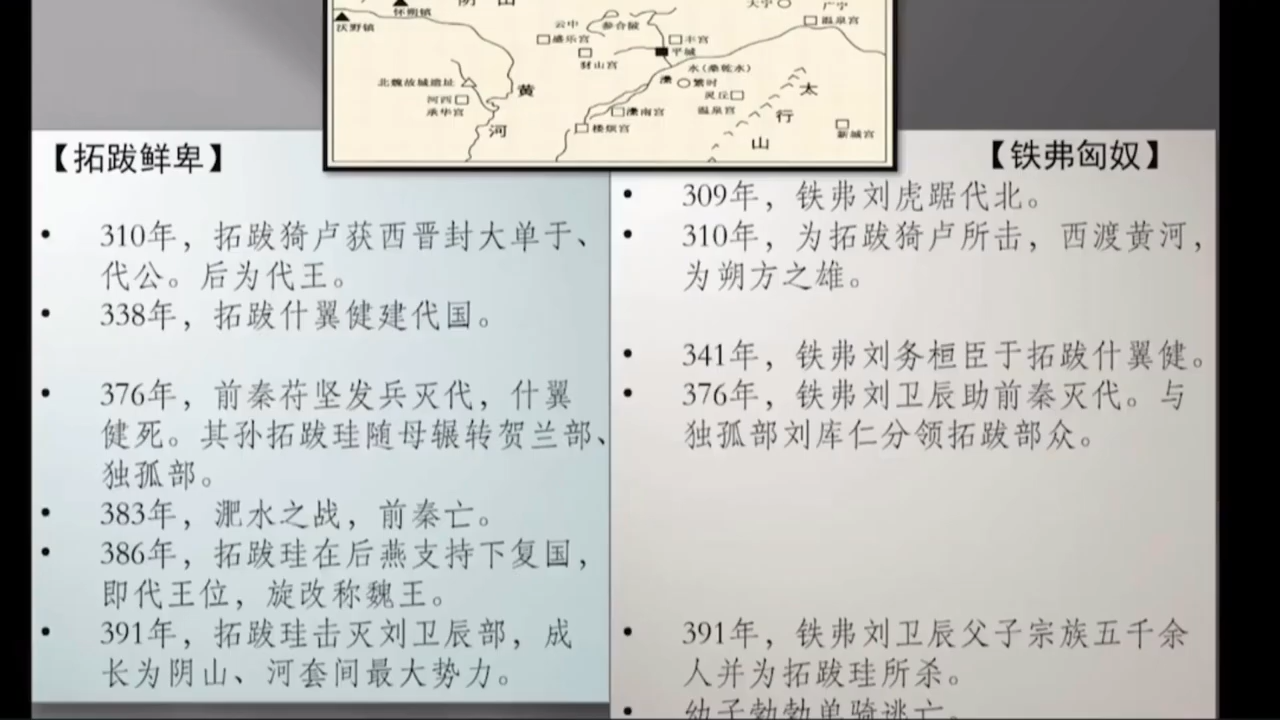 阴 山
怀朔镇
沃野镇
云中
参合陂
盛乐宫
丰宫
平城
豺山宫
广宁
温泉宫
水(桑乾水)
㶟
繁时
灵丘
温泉宫
北魏故城遗址
河西
承华宫
黄
河
㶟南宫
楼烦宫
太
行
山
新城宫
【拓跋鲜卑】
310年，拓跋猗卢获西晋封大单于、
代公。后为代王。
338年，拓跋什翼健建代国。
376年，前秦苻坚发兵灭代，什翼
健死。其孙拓跋珪随母辗转贺兰部、
独孤部。
383年，淝水之战，前秦亡。
386年，拓跋珪在后燕支持下复国，
即代王位，旋改称魏王。
391年，拓跋珪击灭刘卫辰部，成
长为阴山、河套间最大势力。
【铁弗匈奴】
309年，铁弗刘虎踞代北。
310年，为拓跋猗卢所击，西渡黄河，
为朔方之雄。
341年，铁弗刘务桓臣于拓跋什翼健。
376年，铁弗刘卫辰助前秦灭代。与
独孤部刘库仁分领拓跋部众。
391年，铁弗刘卫辰父子宗族五千余
人并为拓跋珪所杀。
幼子勃勃单骑逃亡。